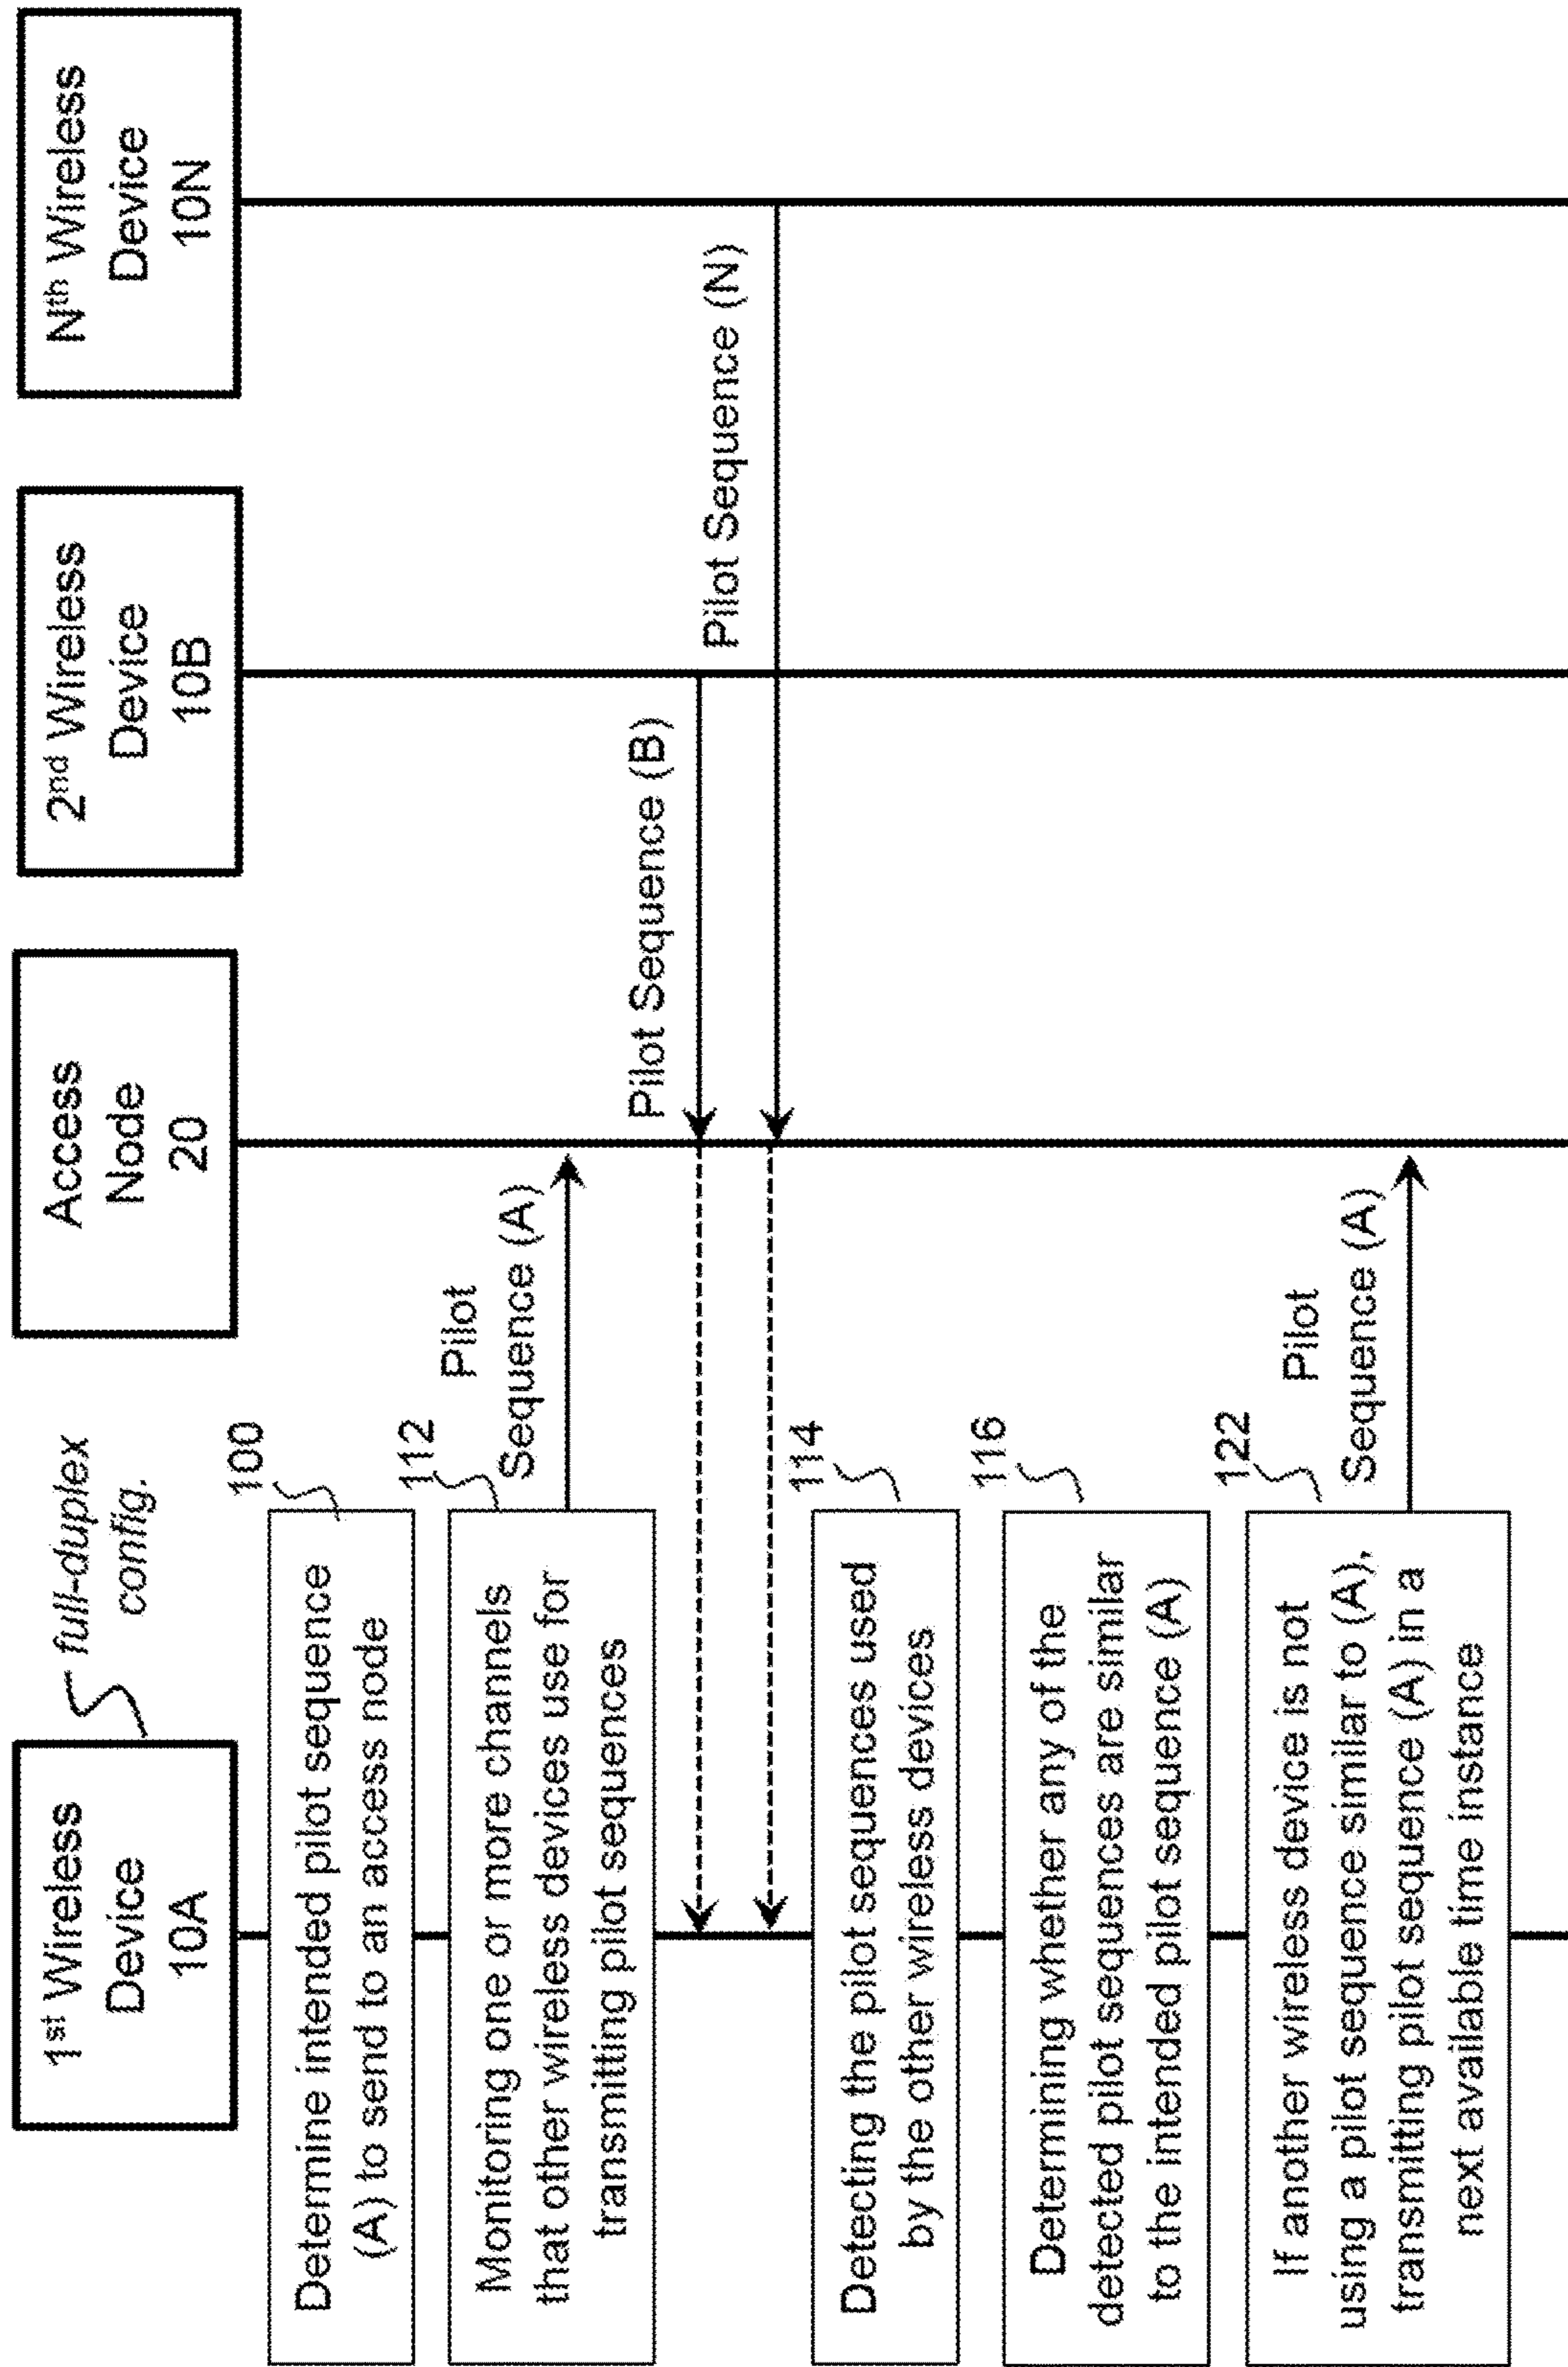 1st Wireless
Device
10A
full-duplex
config.
Access
Node
20
2nd Wireless
Device
10B
Nth Wireless
Device
10N
100
Determine intended pilot sequence
(A) to send to an access node
112
Monitoring one or more channels
that other wireless devices use for
transmitting pilot sequences
Pilot
Sequence (A)
Pilot Sequence (B)
Pilot Sequence (N)
114
Detecting the pilot sequences used
by the other wireless devices
116
Determining whether any of the
detected pilot sequences are similar
to the intended pilot sequence (A)
122
If another wireless device is not
using a pilot sequence similar to (A),
transmitting pilot sequence (A) in a
next available time instance
Pilot
Sequence (A)